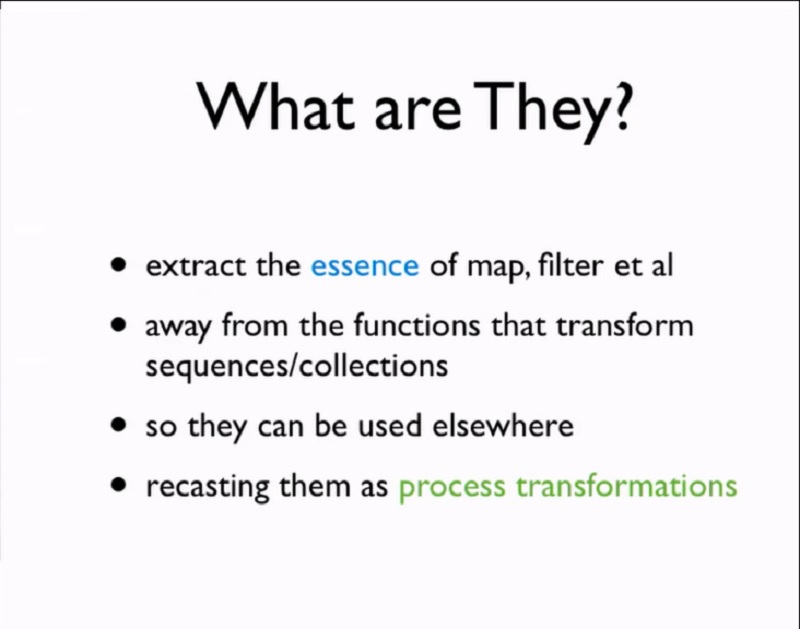 What are They?
• extract the essence of map, filter et al
• away from the functions that transform
sequences/collections
• so they can be used elsewhere
• recasting them as process transformations